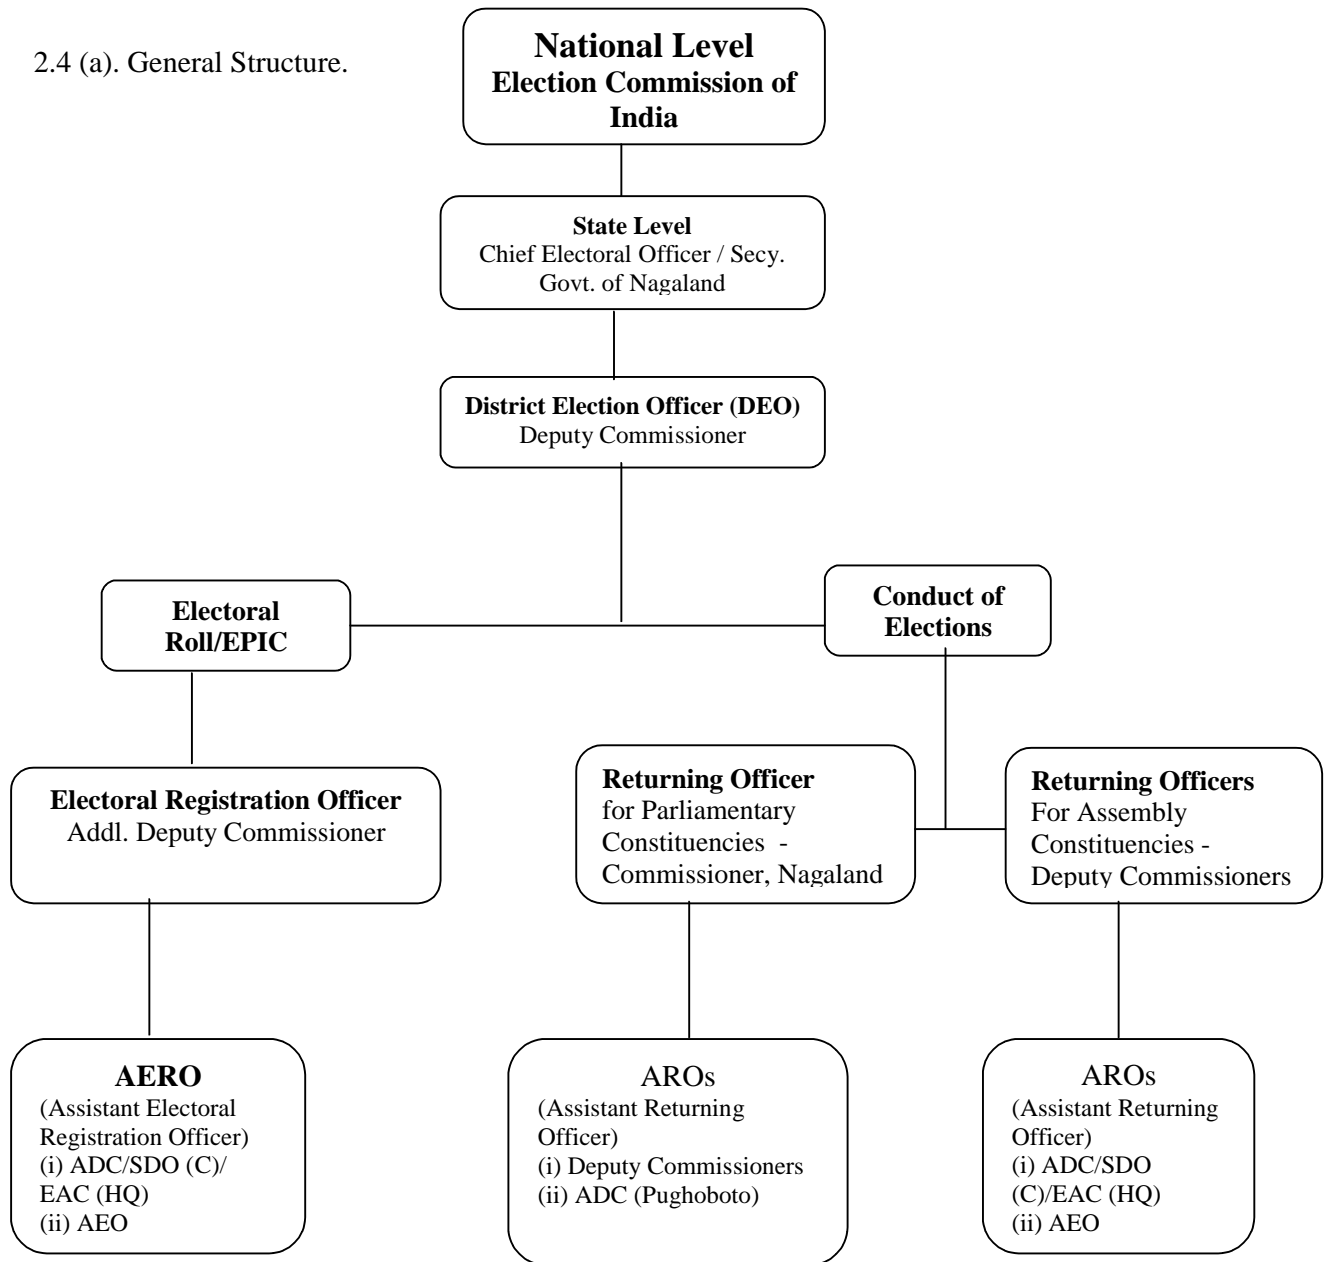 2.4 (a). General Structure.
National Level
Election Commission of
India
State Level
Chief Electoral Officer / Secy.
Govt. of Nagaland
District Election Officer (DEO)
Deputy Commissioner
Electoral
Roll/EPIC
Conduct of
Elections
Electoral Registration Officer
Addl. Deputy Commissioner
Returning Officer
for Parliamentary
Constituencies -
Commissioner, Nagaland
Returning Officers
For Assembly
Constituencies -
Deputy Commissioners
AERO
(Assistant Electoral
Registration Officer)
(i) ADC/SDO (C)/
EAC (HQ)
(ii) AEO
AROs
(Assistant Returning
Officer)
(i) Deputy Commissioners
(ii) ADC (Pughoboto)
AROs
(Assistant Returning
Officer)
(i) ADC/SDO
(C)/EAC (HQ)
(ii) AEO